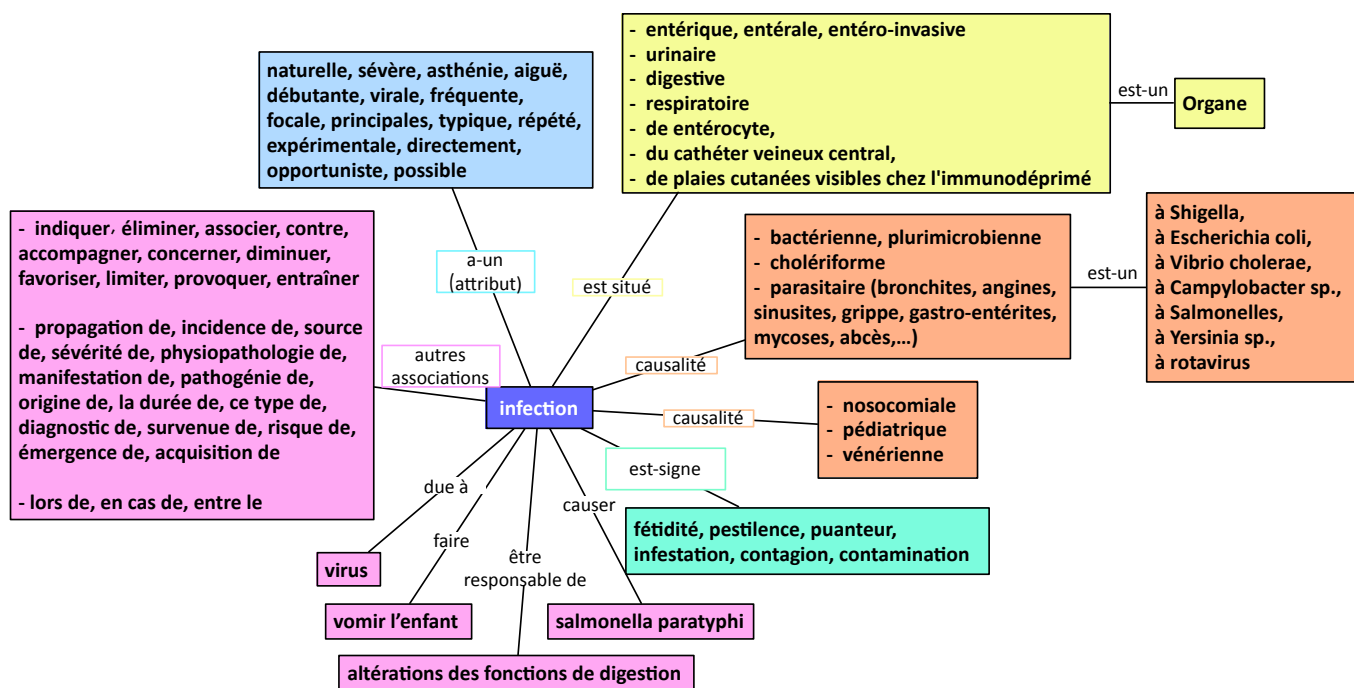 - entérique, entérale, entéro-invasive
- urinaire
- digestive
- respiratoire
- de entérocyte,
- du cathéter veineux central,
- de plaies cutanées visibles chez l'immunodéprimé
est-un
Organe
naturelle, sévère, asthénie, aiguë,
débutante, virale, fréquente,
focale, principales, typique, répété,
expérimentale, directement,
opportuniste, possible
- indiquer, éliminer, associer, contre,
accompagner, concerner, diminuer,
favoriser, limiter, provoquer, entraîner
- propagation de, incidence de, source
de, sévérité de, physiopathologie de,
manifestation de, pathogénie de,
origine de, la durée de, ce type de,
diagnostic de, survenue de, risque de,
émergence de, acquisition de
- lors de, en cas de, entre le
a-un
(attribut)
est situé
- bactérienne, plurimicrobienne
- cholériforme
- parasitaire (bronchites, angines,
sinusites, grippe, gastro-entérites,
mycoses, abcès,...)
est-un
à Shigella,
à Escherichia coli,
à Vibrio cholerae,
à Campylobacter sp.,
à Salmonelles,
à Yersinia sp.,
à rotavirus
autres
associations
causalité
infection
causalité
- nosocomiale
- pédiatrique
- vénérienne
est-signe
fétidité, pestilence, puanteur,
infestation, contagion, contamination
due à
faire
être
responsable de
causer
virus
vomir l’enfant
salmonella paratyphi
altérations des fonctions de digestion